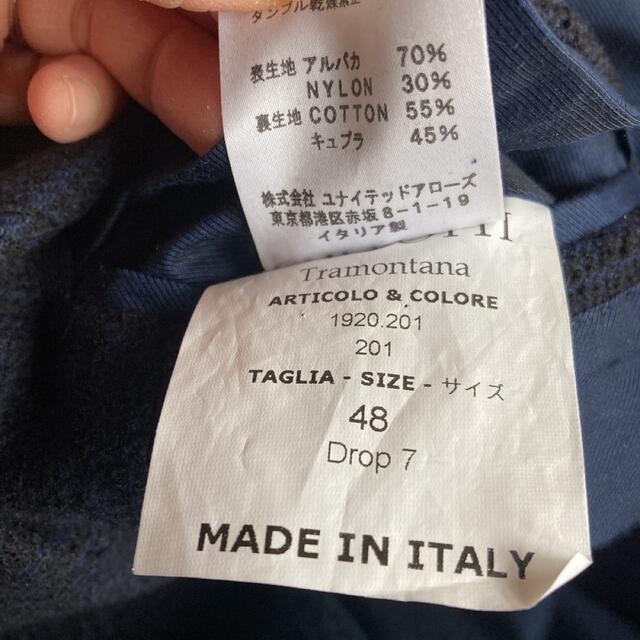 タンブル乾燥禁止
表生地 アルパカ 70%
NYLON 30%
裏生地 COTTON 55%
キュプラ 45%
株式会社 ユナイテッドアローズ
東京都港区赤坂8-1-19
イタリア製
Tramontana
ARTICOLO & COLORE
1920.201
201
TAGLIA - SIZE - サイズ
48
Drop 7
MADE IN ITALY